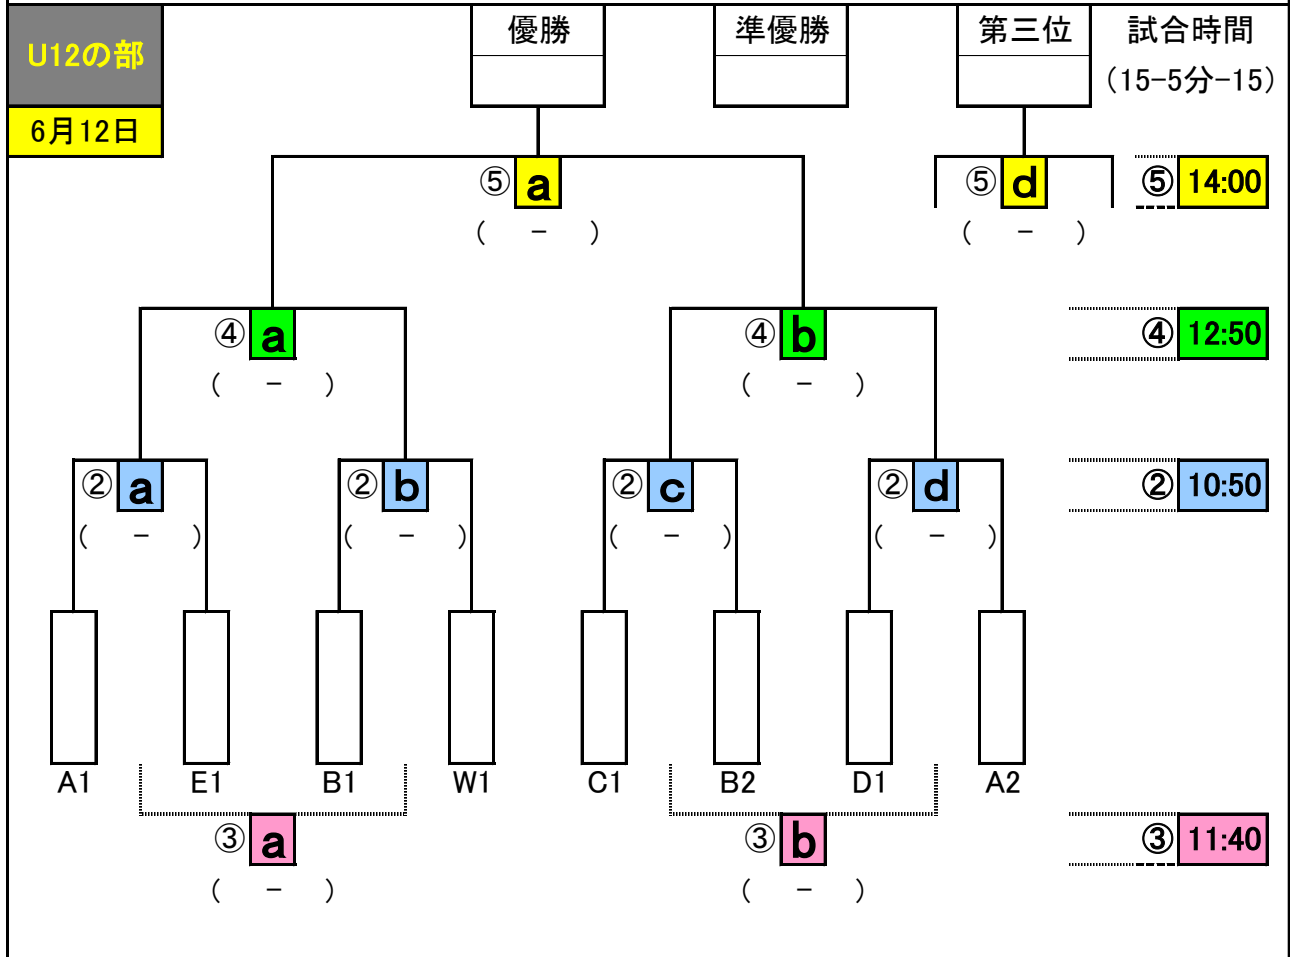 U12の部
優勝
準優勝
第三位
試合時間
(15-5分-15)
6月12日
⑤ a
⑤ d
⑤ 14:00
( - )
( - )
④ a
④ b
④ 12:50
( - )
( - )
② a
② b
② c
② d
② 10:50
( - )
( - )
( - )
( - )
A1
E1
B1
W1
C1
B2
D1
A2
③ a
③ b
③ 11:40
( - )
( - )